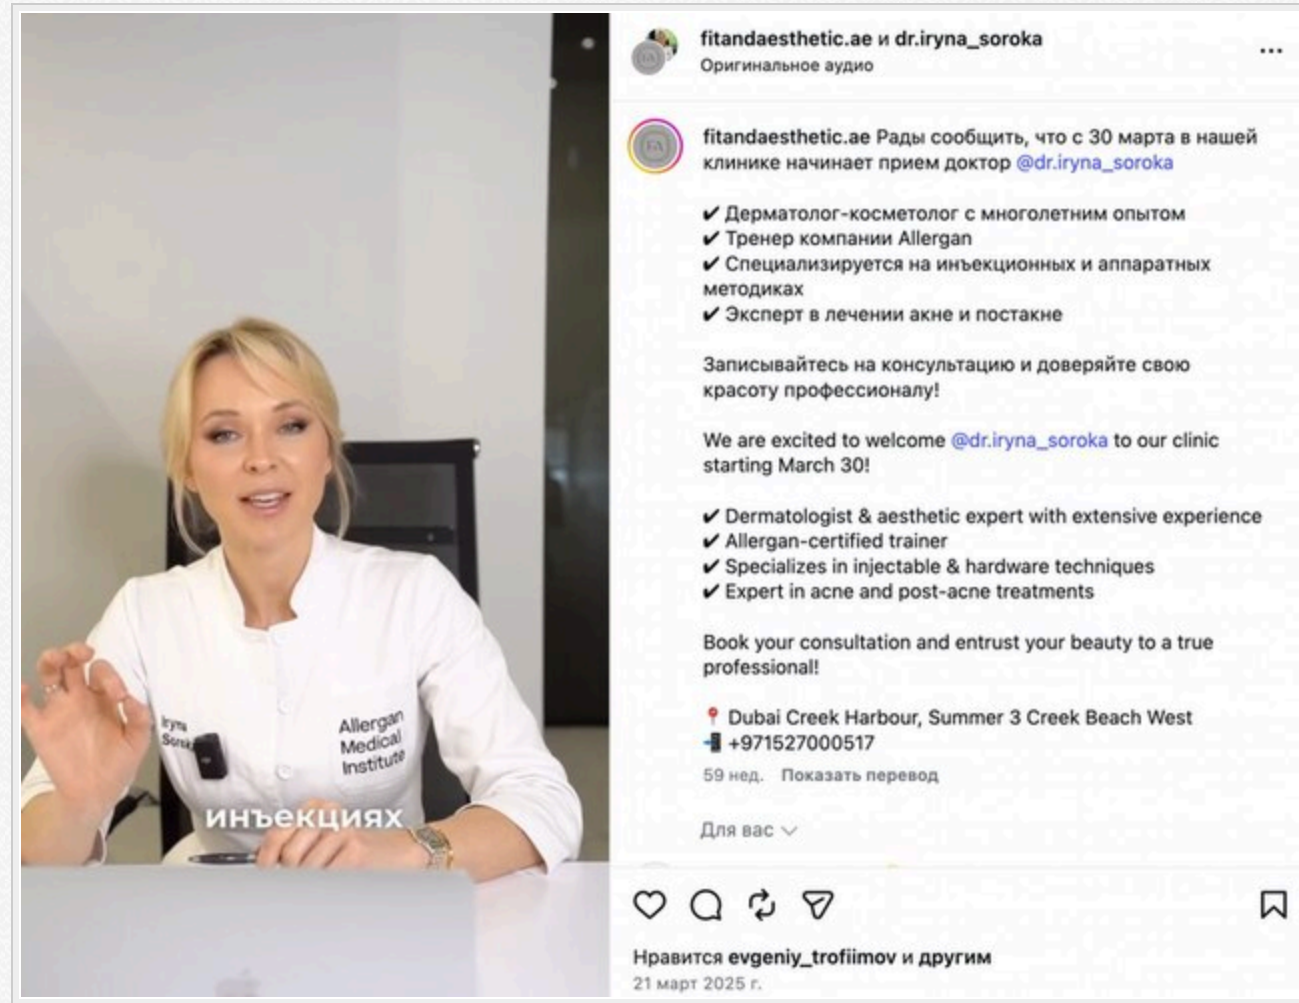 fitandaesthetic.ae и dr.iryna_soroka
Оригинальное аудио
fitandaesthetic.ae Рады сообщить, что с 30 марта в нашей
клинике начинает прием доктор @dr.iryna_soroka
✔ Дерматолог-косметолог с многолетним опытом
✔ Тренер компании Allergan
✔ Специализируется на инъекционных и аппаратных
методиках
✔ Эксперт в лечении акне и постакне
Записывайтесь на консультацию и доверяйте свою
красоту профессионалу!
We are excited to welcome @dr.iryna_soroka to our clinic
starting March 30!
✔ Dermatologist & aesthetic expert with extensive experience
✔ Allergan-certified trainer
✔ Specializes in injectable & hardware techniques
✔ Expert in acne and post-acne treatments
Book your consultation and entrust your beauty to a true
professional!
📍 Dubai Creek Harbour, Summer 3 Creek Beach West
📲 +971527000517
59 нед. Показать перевод
Для вас
Нравится evgeniy_trofiimov и другим
21 март 2025 г.
Iryna
Allergan
Medical
Institute
инъекциях